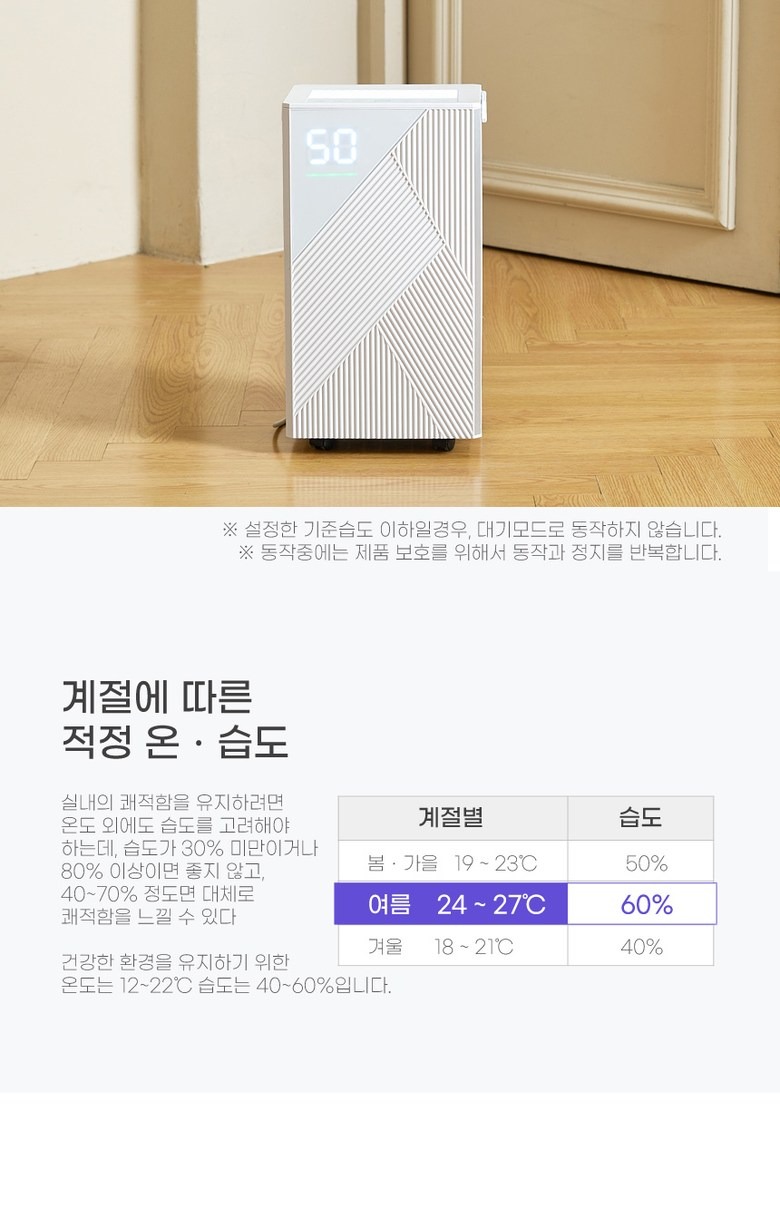 50
※ 설정한 기준습도 이하일경우, 대기모드로 동작하지 않습니다.
※ 동작중에는 제품 보호를 위해서 동작과 정지를 반복합니다.
계절에 따른
적정 온 · 습도
실내의 쾌적함을 유지하려면
온도 외에도 습도를 고려해야
하는데, 습도가 30% 미만이거나
80% 이상이면 좋지 않고,
40~70% 정도면 대체로
쾌적함을 느낄 수 있다
건강한 환경을 유지하기 위한
온도는 12~22℃ 습도는 40~60%입니다.
계절별 습도
봄 · 가을 19 ~ 23℃ 50%
여름 24 ~ 27℃ 60%
겨울 18 ~ 21℃ 40%